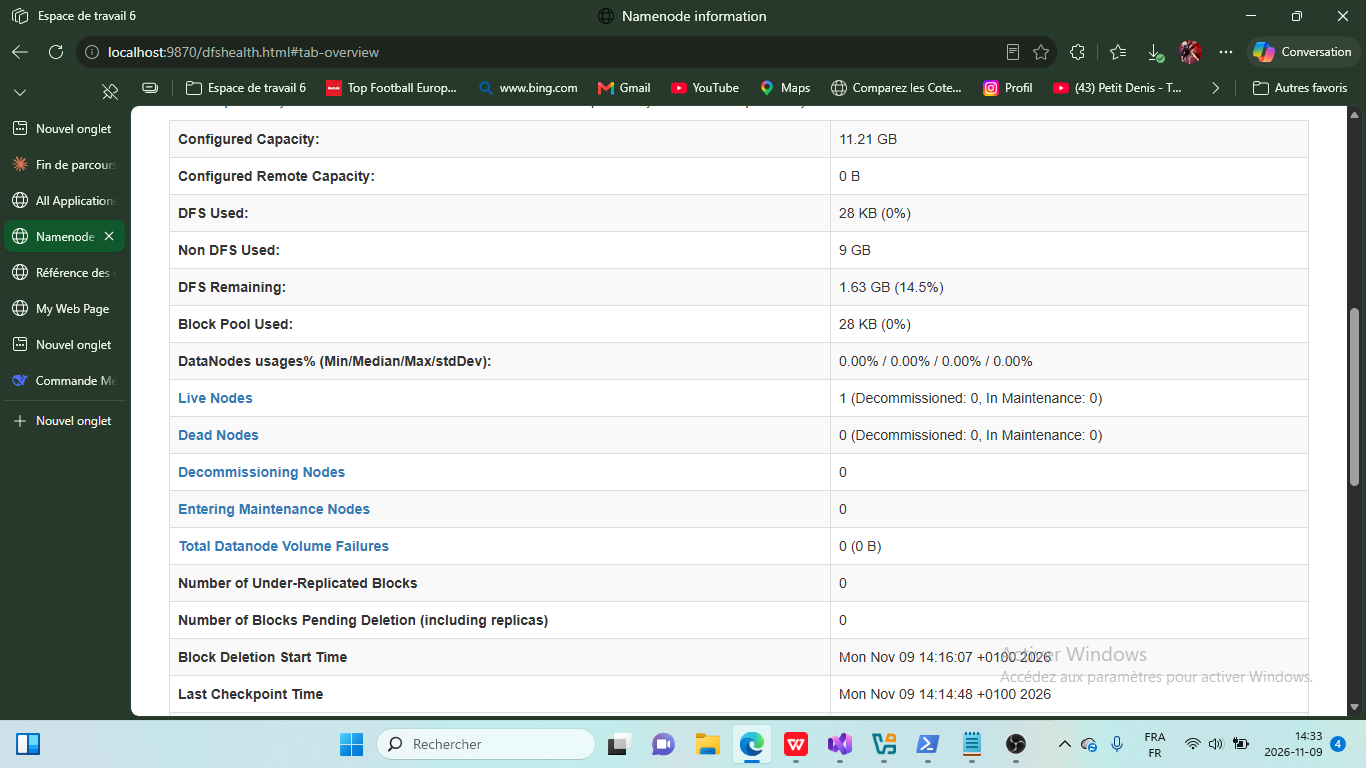 Espace de travail 6
Namenode information
localhost:9870/dfshealth.html#tab-overview
Conversation
Espace de travail 6
Top Football Europ...
www.bing.com
Gmail
YouTube
Maps
Comparez les Cote...
Profil
(43) Petit Denis - T...
Autres favoris
Nouvel onglet
Fin de parcours
All Applications
Namenode
Référence des
My Web Page
Nouvel onglet
Commande Me
Nouvel onglet
Configured Capacity: 11.21 GB
Configured Remote Capacity: 0 B
DFS Used: 28 KB (0%)
Non DFS Used: 9 GB
DFS Remaining: 1.63 GB (14.5%)
Block Pool Used: 28 KB (0%)
DataNodes usages% (Min/Median/Max/stdDev): 0.00% / 0.00% / 0.00% / 0.00%
Live Nodes 1 (Decommissioned: 0, In Maintenance: 0)
Dead Nodes 0 (Decommissioned: 0, In Maintenance: 0)
Decommissioning Nodes 0
Entering Maintenance Nodes 0
Total Datanode Volume Failures 0 (0 B)
Number of Under-Replicated Blocks 0
Number of Blocks Pending Deletion (including replicas) 0
Block Deletion Start Time Mon Nov 09 14:16:07 +0100 2026
Last Checkpoint Time Mon Nov 09 14:14:48 +0100 2026
Activer Windows
Accédez aux paramètres pour activer Windows.
Rechercher
FRA
FR
14:33
2026-11-09
4